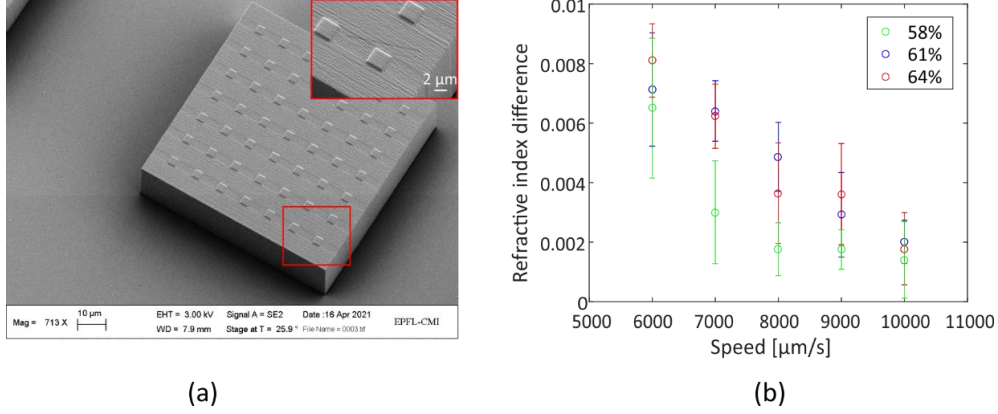 2 μm
Mag = 713 X
10 μm
EHT = 3.00 kV
Signal A = SE2
Date :16 Apr 2021
WD = 7.9 mm
Stage at T = 25.9 °
File Name = 0003.tif
EPFL-CMI
(a)
Refractive index difference
0.01
0.008
0.006
0.004
0.002
0
58%
61%
64%
5000
6000
7000
8000
9000
10000
11000
Speed [μm/s]
(b)